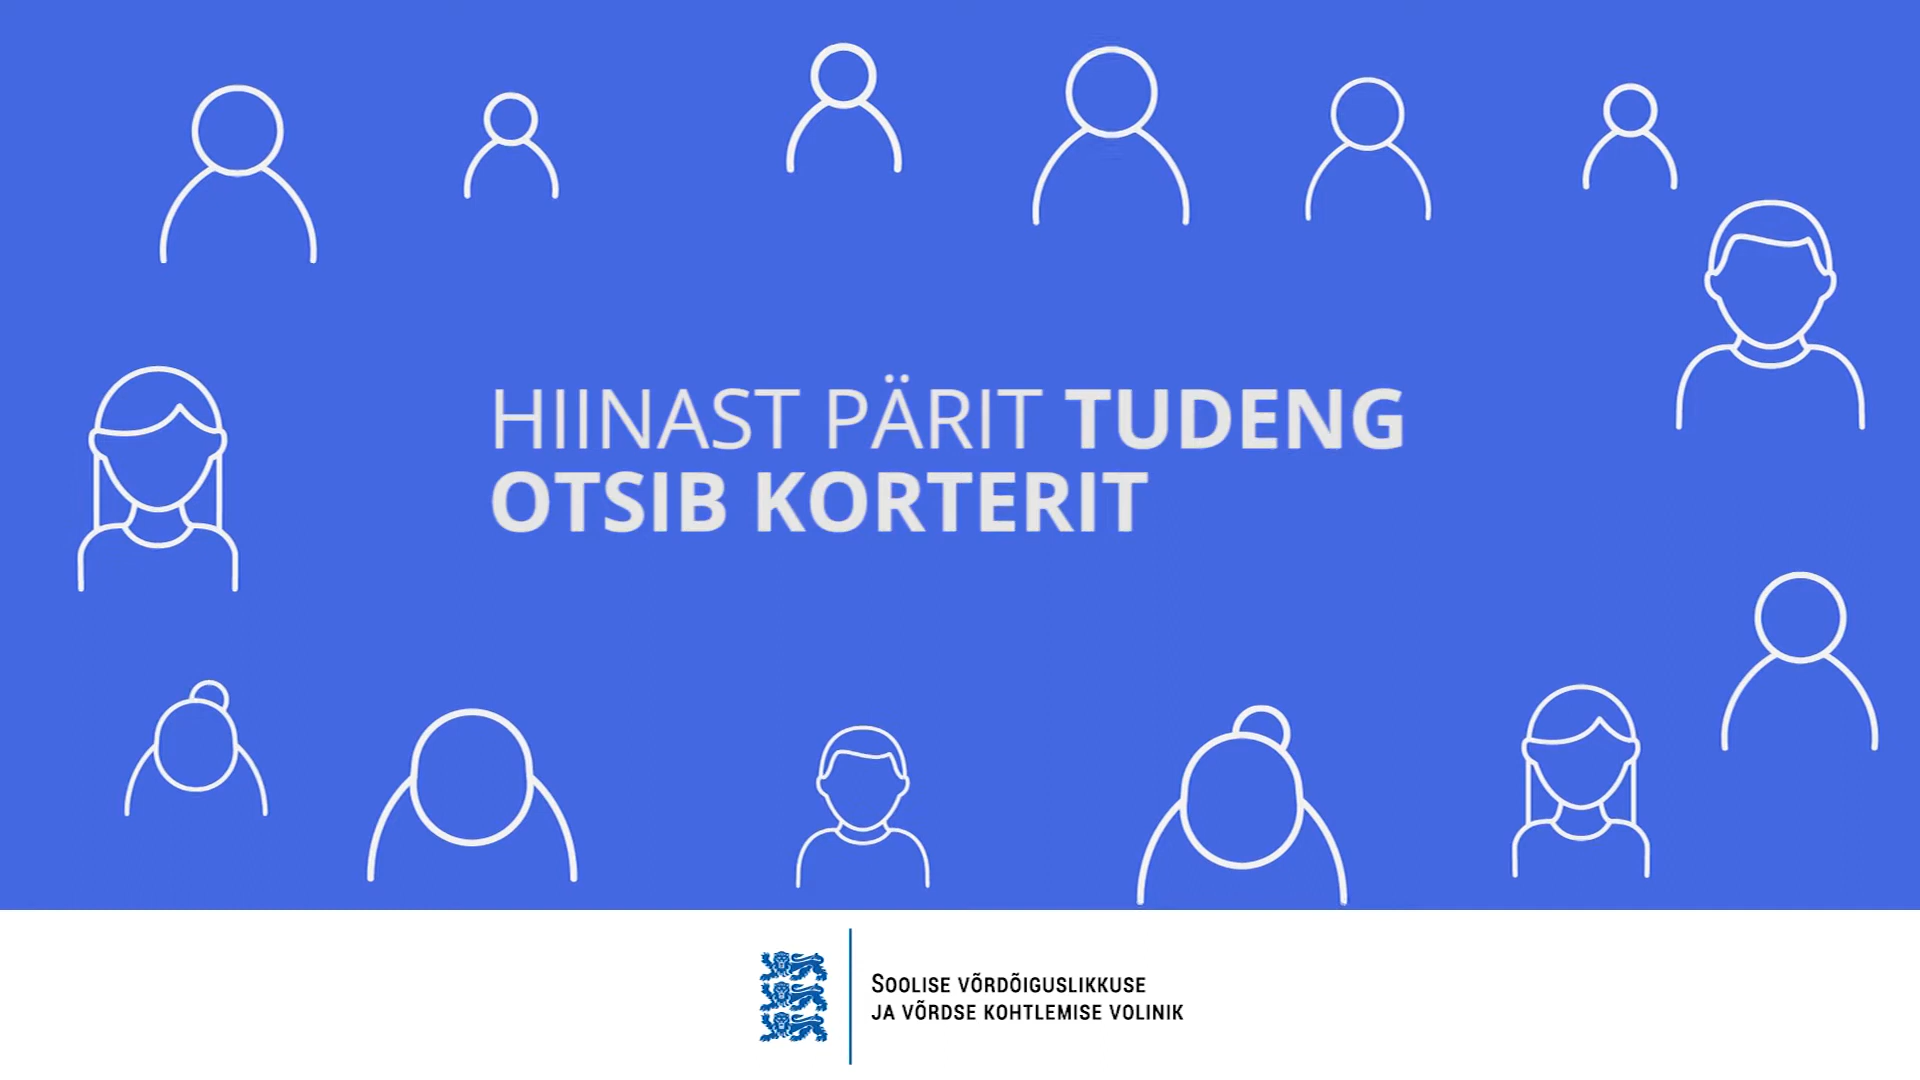 HIINAST PÄRIT TUDENG
OTSIB KORTERIT
SOOLISE VÕRDÕIGUSLIKKUSE
JA VÕRDSE KOHTLEMISE VOLINIK